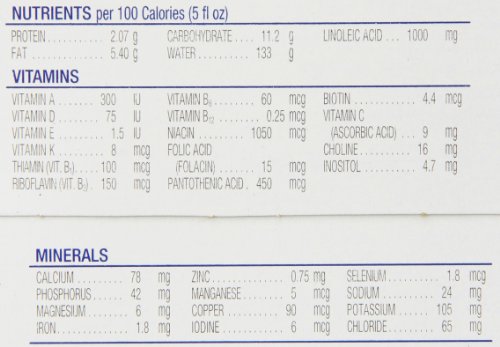 NUTRIENTS per 100 Calories (5 fl oz)
PROTEIN ........ 2.07 g CARBOHYDRATE .... 11.2 g LINOLEIC ACID ... 1000 mg
FAT ............ 5.40 g WATER .......... 133 g
VITAMINS
VITAMIN A ........ 300 IU VITAMIN B₆ ....... 60 mcg BIOTIN ........... 4.4 mcg
VITAMIN D ........ 75 IU VITAMIN B₁₂ ...... 0.25 mcg VITAMIN C
VITAMIN E ........ 1.5 IU NIACIN .......... 1050 mcg (ASCORBIC ACID) ... 9 mg
VITAMIN K ........ 8 mcg FOLIC ACID CHOLINE .......... 16 mg
THIAMIN (VIT. B₁) ..... 100 mcg (FOLACIN) ....... 15 mcg INOSITOL ......... 4.7 mg
RIBOFLAVIN (VIT. B₂) . 150 mcg PANTOTHENIC ACID . 450 mcg
MINERALS
CALCIUM .......... 78 mg ZINC ............. 0.75 mg SELENIUM ......... 1.8 mcg
PHOSPHORUS ....... 42 mg MANGANESE ........ 5 mcg SODIUM ........... 24 mg
MAGNESIUM ........ 6 mg COPPER .......... 90 mcg POTASSIUM ....... 105 mg
IRON ............. 1.8 mg IODINE ........... 6 mcg CHLORIDE ......... 65 mg